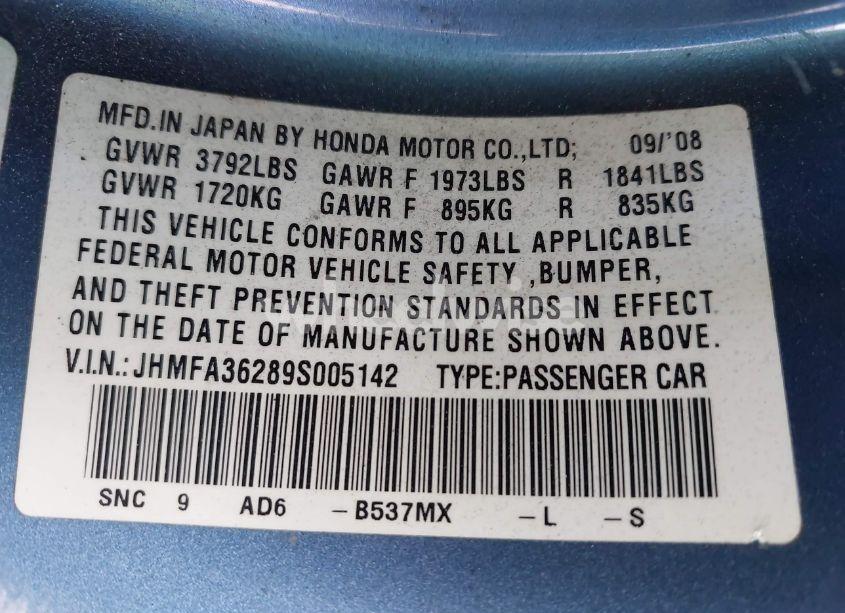 MFD.IN JAPAN BY HONDA MOTOR CO.,LTD; 09/'08
GVWR 3792LBS GAWR F 1973LBS R 1841LBS
GVWR 1720KG GAWR F 895KG R 835KG
THIS VEHICLE CONFORMS TO ALL APPLICABLE
FEDERAL MOTOR VEHICLE SAFETY ,BUMPER,
AND THEFT PREVENTION STANDARDS IN EFFECT
ON THE DATE OF MANUFACTURE SHOWN ABOVE.
V.I.N.: JHMFA36289S005142 TYPE:PASSENGER CAR
SNC 9 AD6 -B537MX -L -S